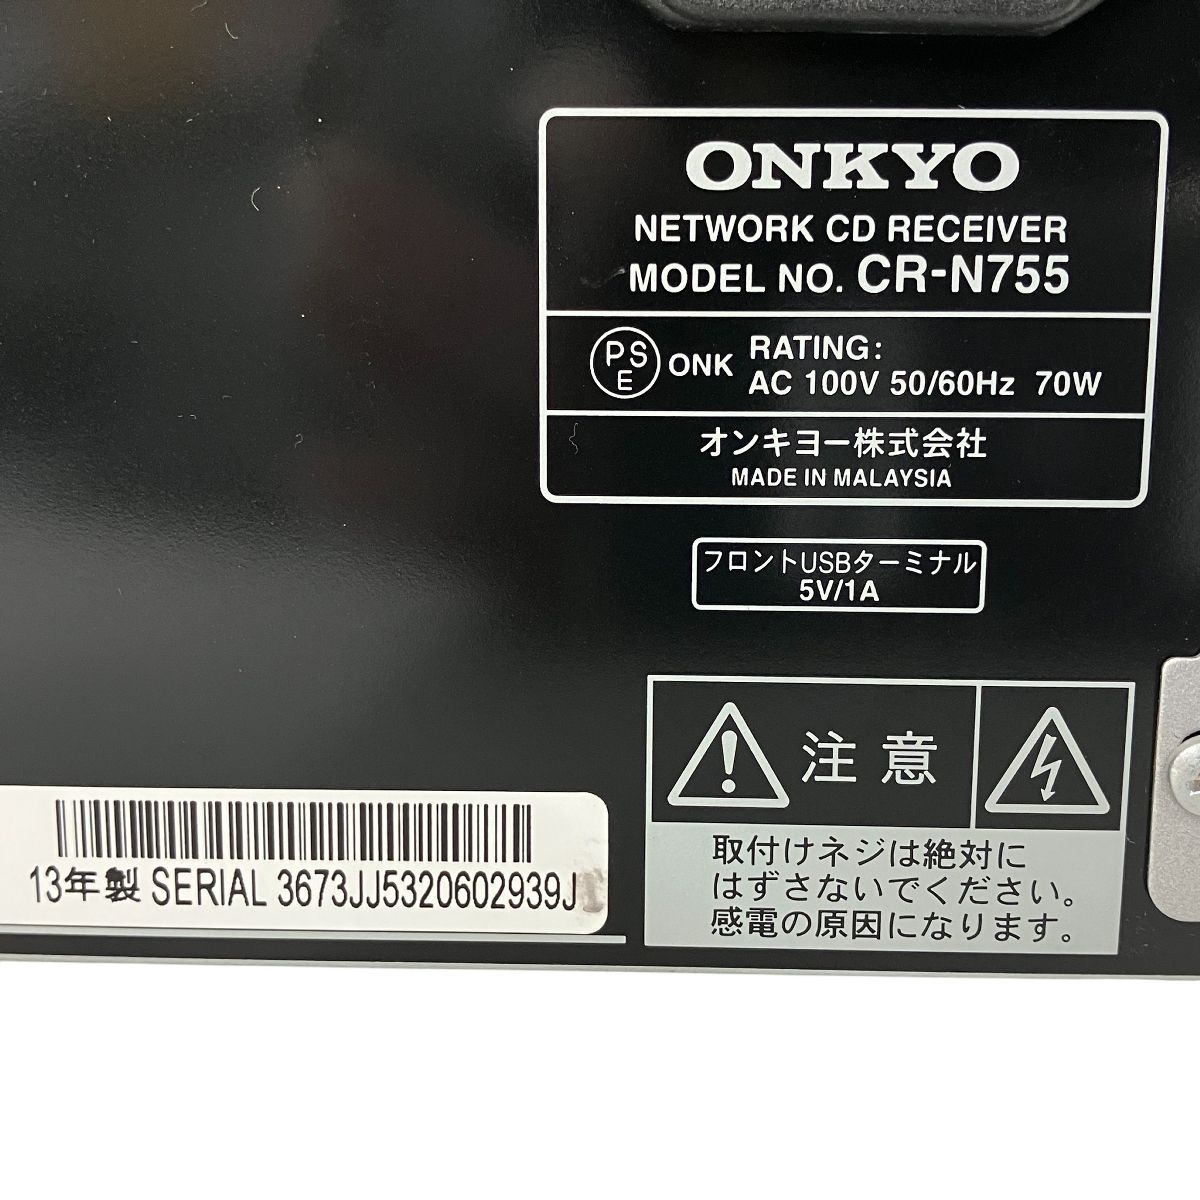 ONKYO
NETWORK CD RECEIVER
MODEL NO. CR-N755
PSE ONK
RATING:
AC 100V 50/60Hz 70W
オンキヨー株式会社
MADE IN MALAYSIA
フロントUSBターミナル
5V/1A
注意
取付けネジは絶対に
はずさないでください。
感電の原因になります。
13年製 SERIAL 3673JJ5320602939J